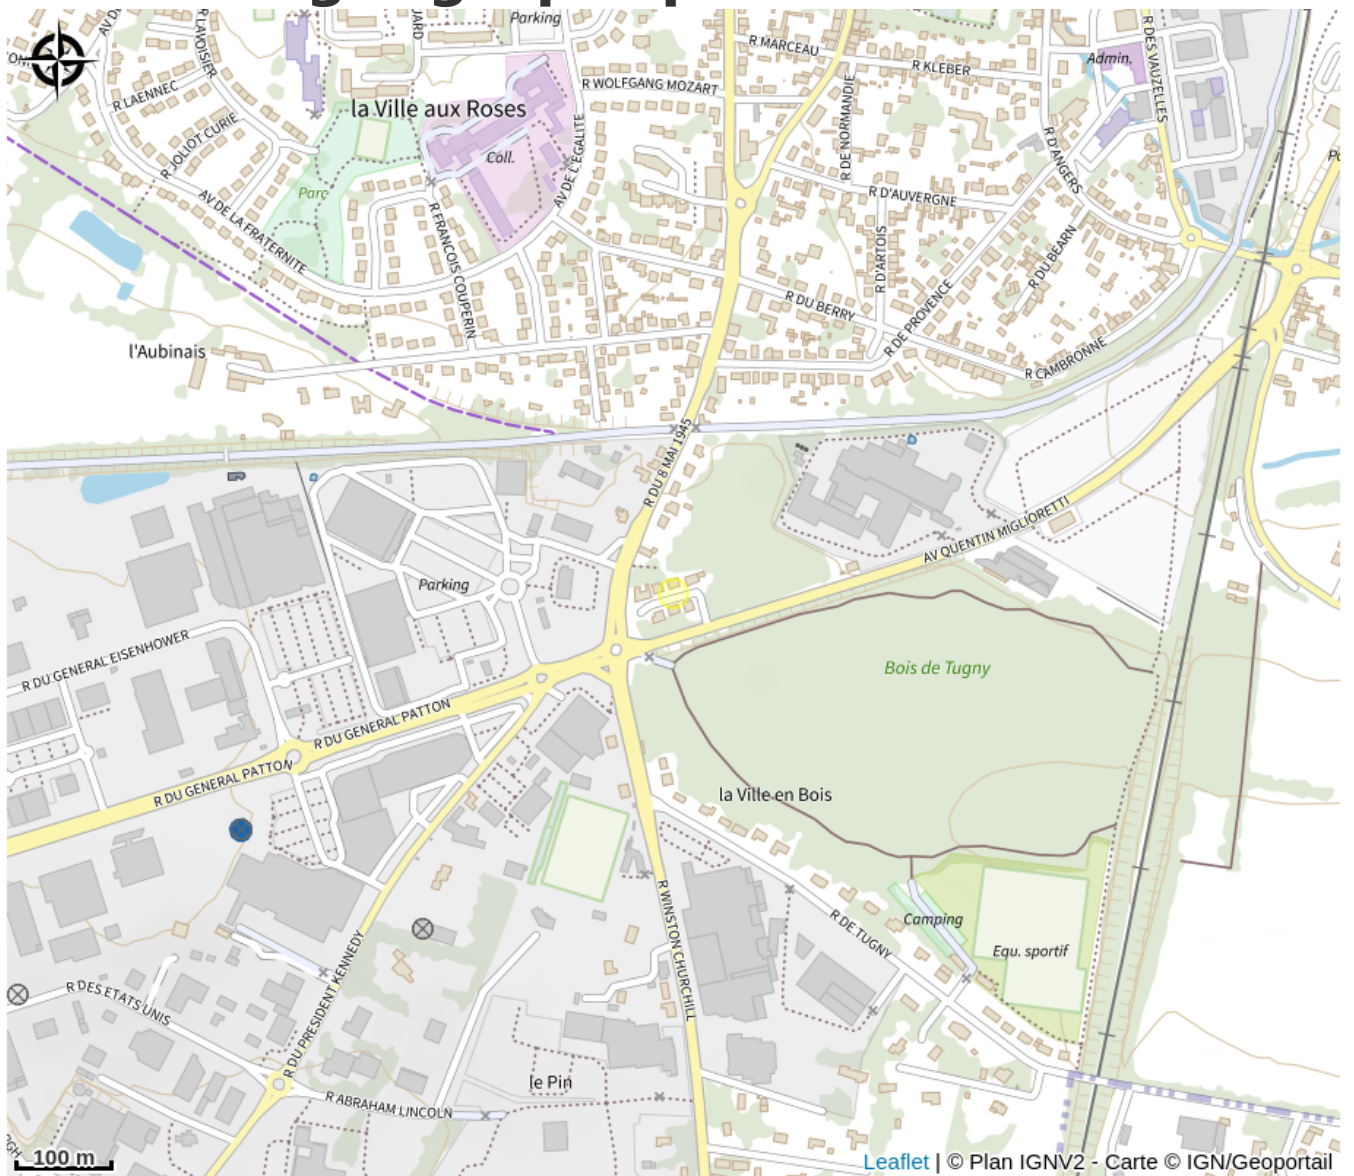 Parking
R MARCEAU
R KLEBER
Admin.
R DES VAUZELLES
R LAVOISIER
R LAENNEC
R WOLFGANG MOZART
la Ville aux Roses
R JOLIOT CURIE
Coll.
R DE NORMANDIE
R D'ANGERS
Parc
AV DE L'EGALITE
R D'AUVERGNE
AV DE LA FRATERNITE
R FRANCOIS COUPERIN
R D'ARTOIS
R DU BEARN
R DU BERRY
R DE PROVENCE
l'Aubinais
R CAMBRONNE
R DU 8 MAI 1945
AV QUENTIN MIGLIORETTI
Parking
R DU GENERAL EISENHOWER
Bois de Tugny
R DU GENERAL PATTON
R DU GENERAL PATTON
la Ville en Bois
R WINSTON CHURCHILL
R DE TUGNY
Camping
Equ. sportif
R DU PRESIDENT KENNEDY
R DES ETATS UNIS
le Pin
R ABRAHAM LINCOLN
100 m
Leaflet | © Plan IGNV2 - Carte © IGN/Geoportail